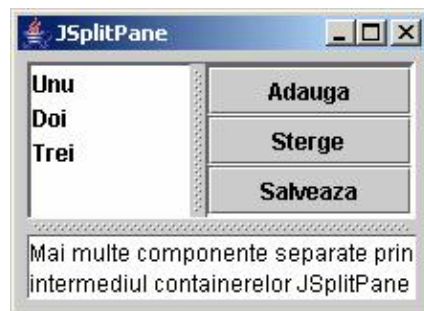 JSplitPane
Unu
Doi
Trei
Adauga
Sterge
Salveaza
Mai multe componente separate prin
intermediul containerelor JSplitPane